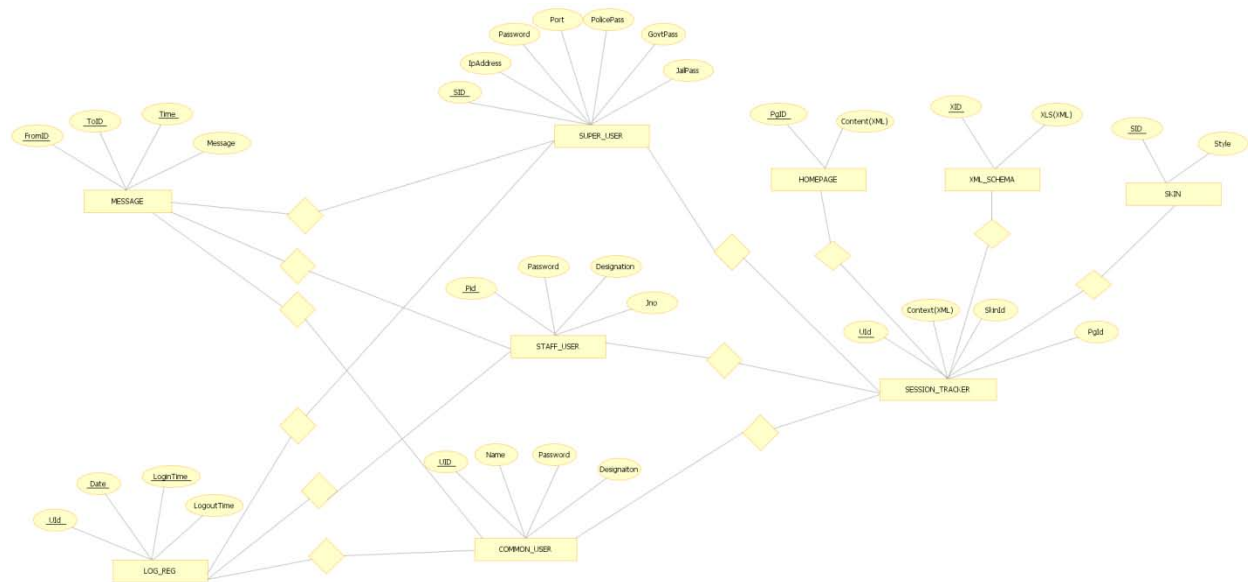 Port
PolicePass
Password
GovtPass
IpAddress
JailPass
SID
SUPER_USER
FromID
ToID
Time
Message
MESSAGE
PgID
Content(XML)
HOMEPAGE
XID
XLS(XML)
XML_SCHEMA
SID
Style
SkIN
Pid
Password
Designation
Jno
STAFF_USER
UId
Context(XML)
SkinId
PgId
SESSION_TRACKER
UId
Date
LoginTime
LogoutTime
LOG_REG
UID
Name
Password
Designaiton
COMMON_USER